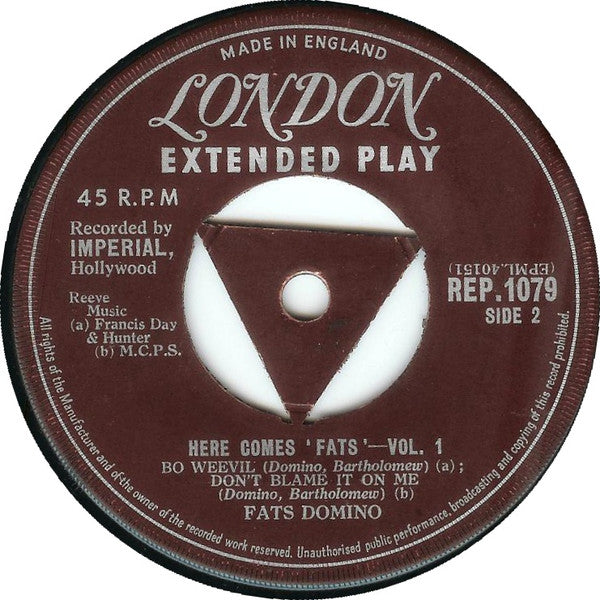 MADE IN ENGLAND
LONDON
EXTENDED PLAY
45 R.P.M
Recorded by
IMPERIAL,
Hollywood
Reeve
Music
(a) Francis Day
& Hunter
(b) M.C.P.S.
(EPML.40151)
REP.1079
SIDE 2
HERE COMES 'FATS'—VOL. 1
BO WEEVIL (Domino, Bartholomew) (a) ;
DON'T BLAME IT ON ME
(Domino, Bartholomew) (b)
FATS DOMINO
All rights of the Manufacturer and of the owner of the recorded work reserved. Unauthorised public performance, broadcasting and copying of this record prohibited.